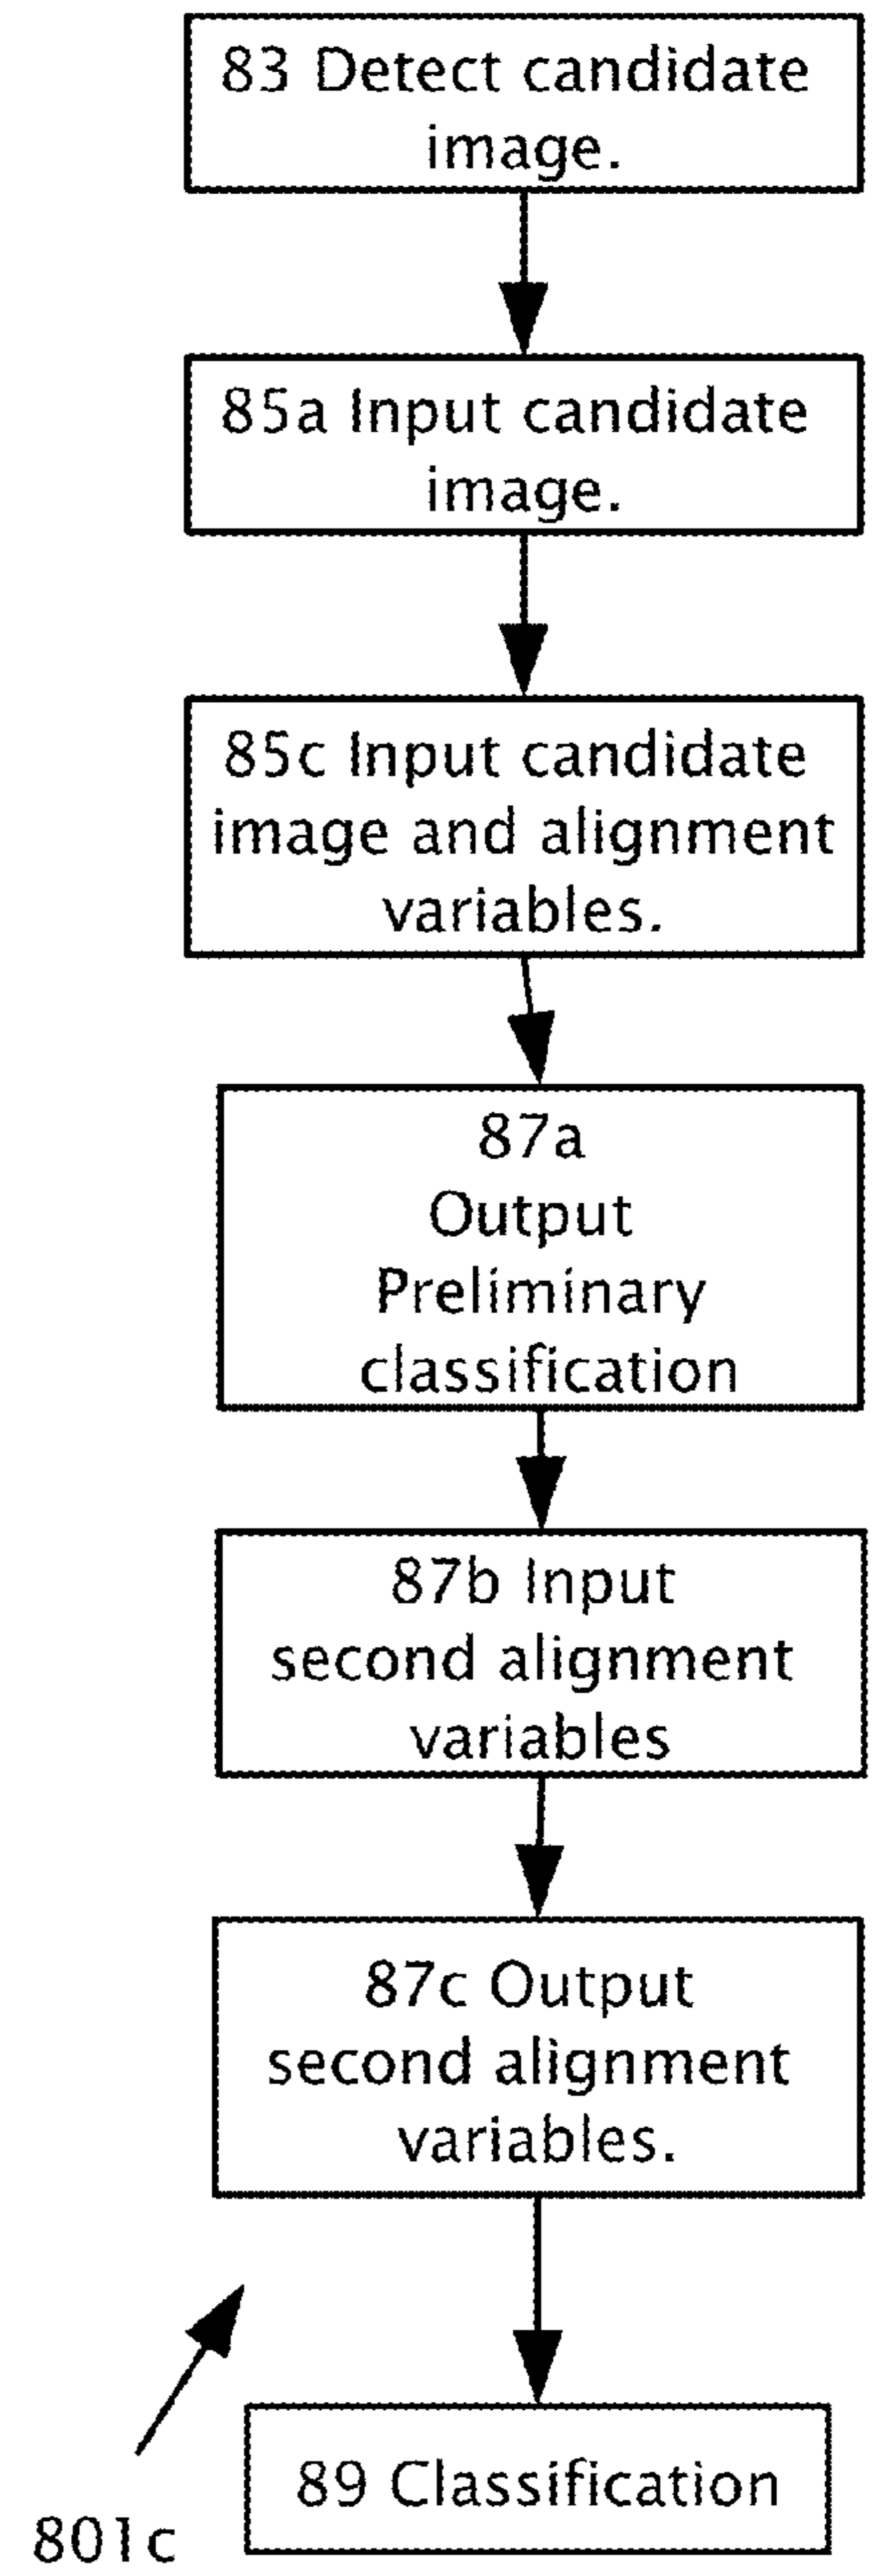 83 Detect candidate
image.
85a Input candidate
image.
85c Input candidate
image and alignment
variables.
87a
Output
Preliminary
classification
87b Input
second alignment
variables
87c Output
second alignment
variables.
89 Classification
801c